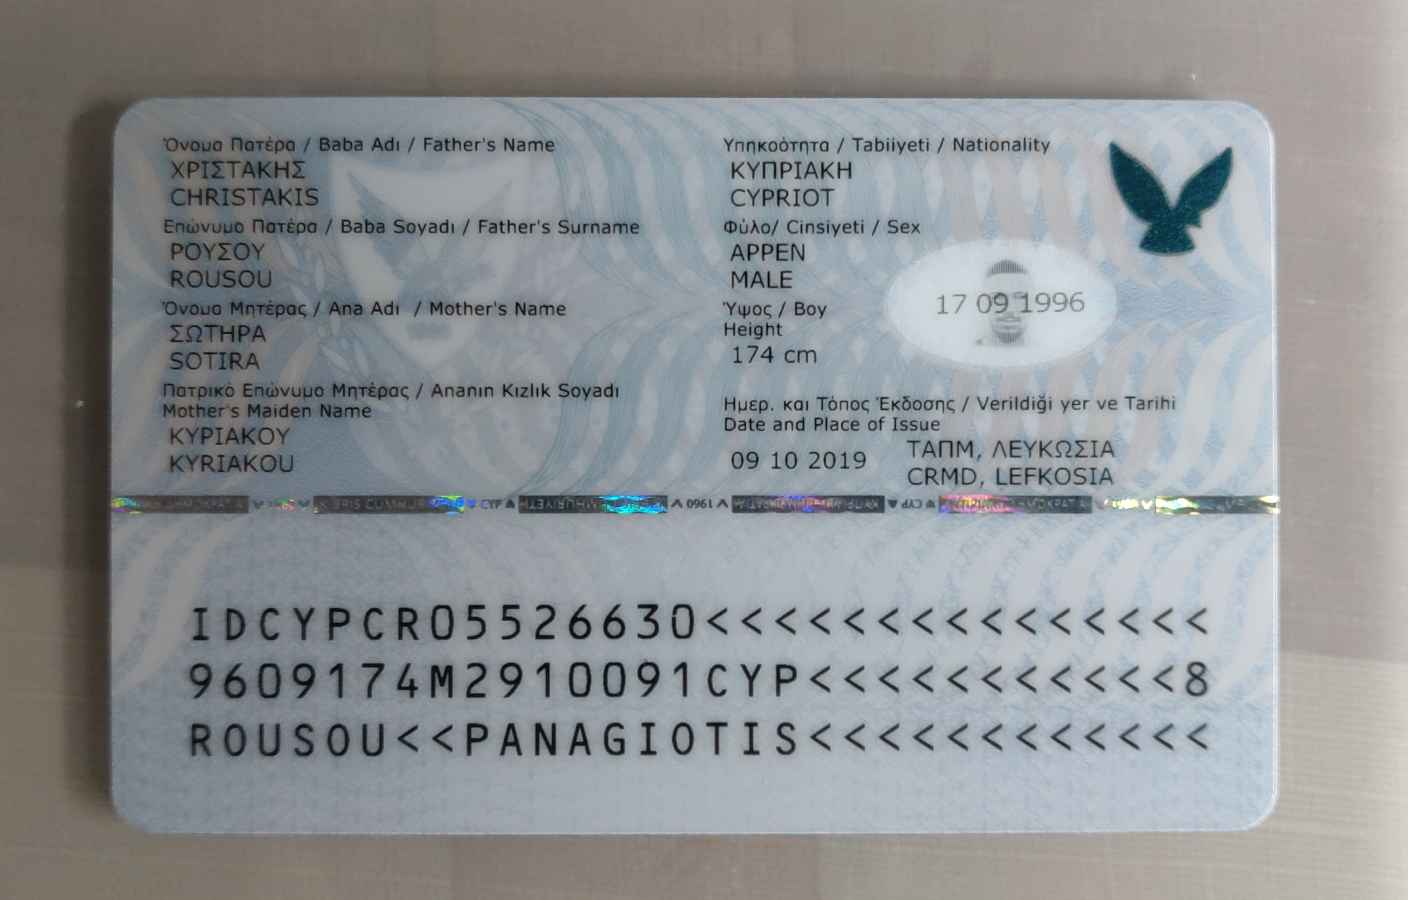 Όνομα Πατέρα / Baba Adı / Father's Name
ΧΡΙΣΤΑΚΗΣ
CHRISTAKIS
Επώνυμο Πατέρα / Baba Soyadı / Father's Surname
ΡΟΥΣΟΥ
ROUSOU
Όνομα Μητέρας / Ana Adı / Mother's Name
ΣΩΤΗΡΑ
SOTIRA
Πατρικό Επώνυμο Μητέρας / Ananın Kızlık Soyadı
Mother's Maiden Name
ΚΥΡΙΑΚΟΥ
KYRIAKOU
Υπηκοότητα / Tabiiyeti / Nationality
ΚΥΠΡΙΑΚΗ
CYPRIOT
Φύλο/ Cinsiyeti / Sex
ΑΡΡΕΝ
MALE
Ύψος / Boy
Height
174 cm
17 09 1996
Ημερ. και Τόπος Έκδοσης / Verildiği yer ve Tarihi
Date and Place of Issue
09 10 2019
ΤΑΠΜ, ΛΕΥΚΩΣΙΑ
CRMD, LEFKOSIA
1960
IDCYPCR05526630<<<<<<<<<<<<<<<
9609174M2910091CYP<<<<<<<<<<<8
ROUSOU<<PANAGIOTIS<<<<<<<<<<<<